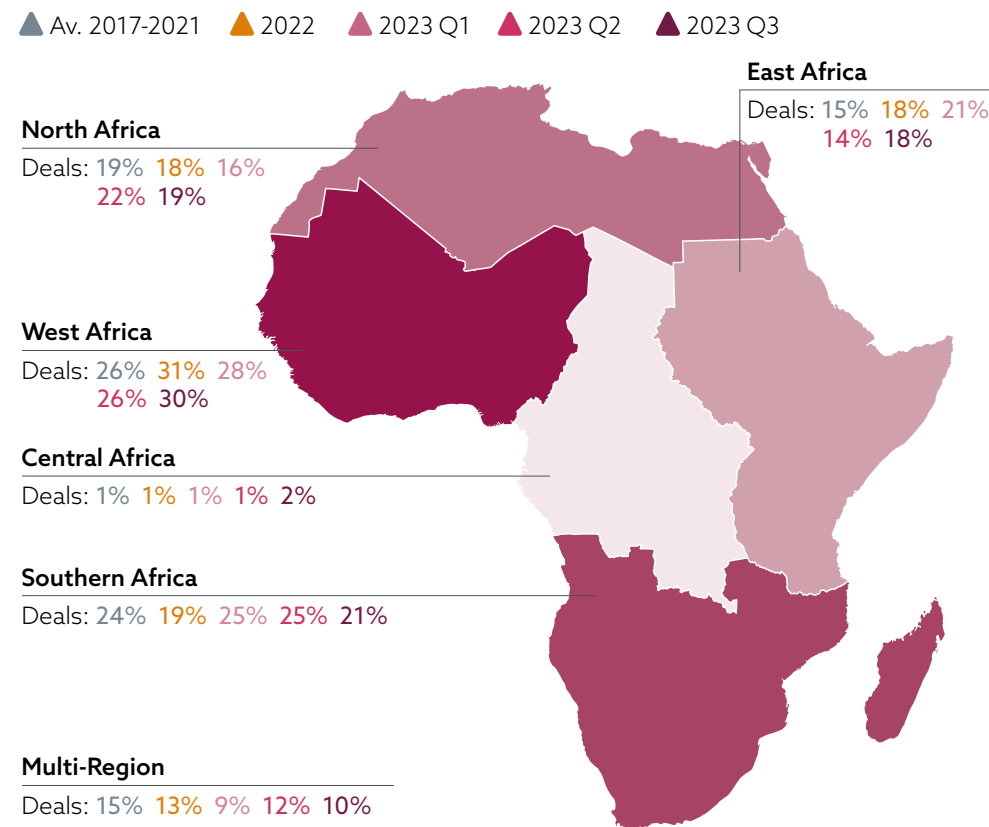 Av. 2017-2021 2022 2023 Q1 2023 Q2 2023 Q3
East Africa
Deals: 15% 18% 21%
14% 18%
North Africa
Deals: 19% 18% 16%
22% 19%
West Africa
Deals: 26% 31% 28%
26% 30%
Central Africa
Deals: 1% 1% 1% 1% 2%
Southern Africa
Deals: 24% 19% 25% 25% 21%
Multi-Region
Deals: 15% 13% 9% 12% 10%